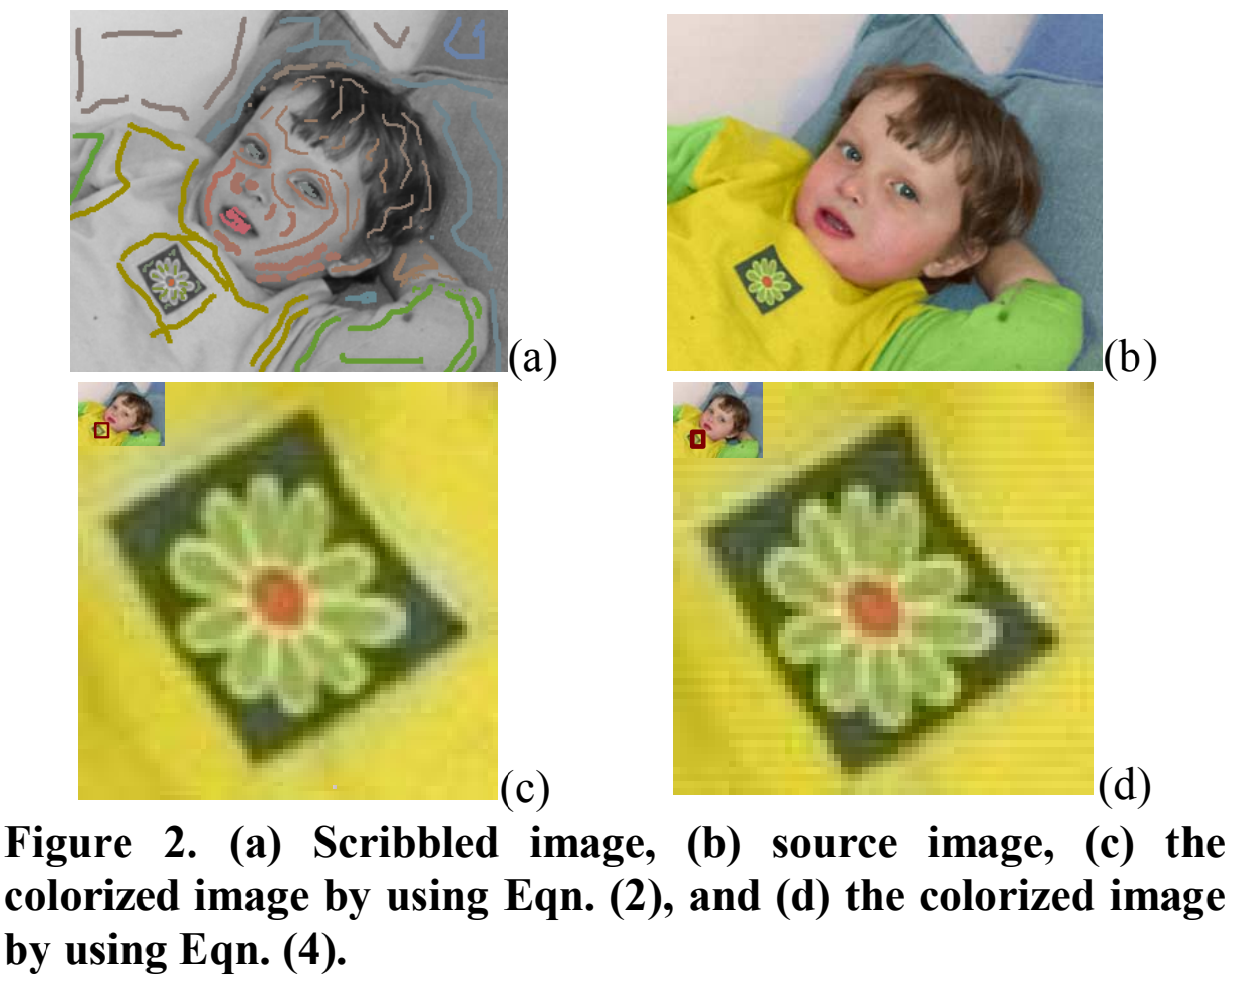 (a)
(b)
(c)
(d)
Figure 2. (a) Scribbled image, (b) source image, (c) the
colorized image by using Eqn. (2), and (d) the colorized image
by using Eqn. (4).